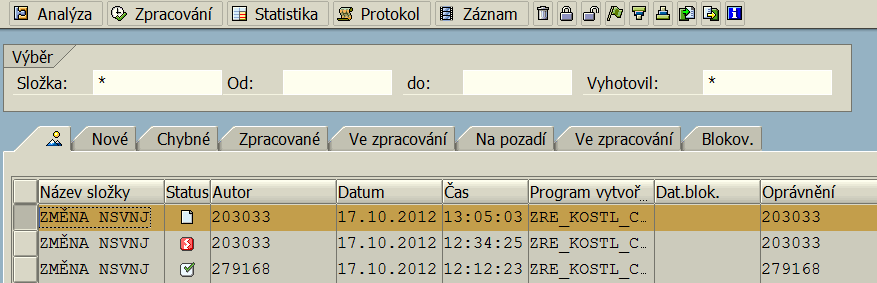 Analýza Zpracování Statistika Protokol Záznam
Výběr
Složka: * Od: do: Vyhotovil: *
Nové Chybné Zpracované Ve zpracování Na pozadí Ve zpracování Blokov.
Název složky Status Autor Datum Čas Program vytvoř… Dat.blok. Oprávnění
ZMĚNA NSVNJ 203033 17.10.2012 13:05:03 ZRE_KOSTL_C… 203033
ZMĚNA NSVNJ 203033 17.10.2012 12:34:25 ZRE_KOSTL_C… 203033
ZMĚNA NSVNJ 279168 17.10.2012 12:12:23 ZRE_KOSTL_C… 279168